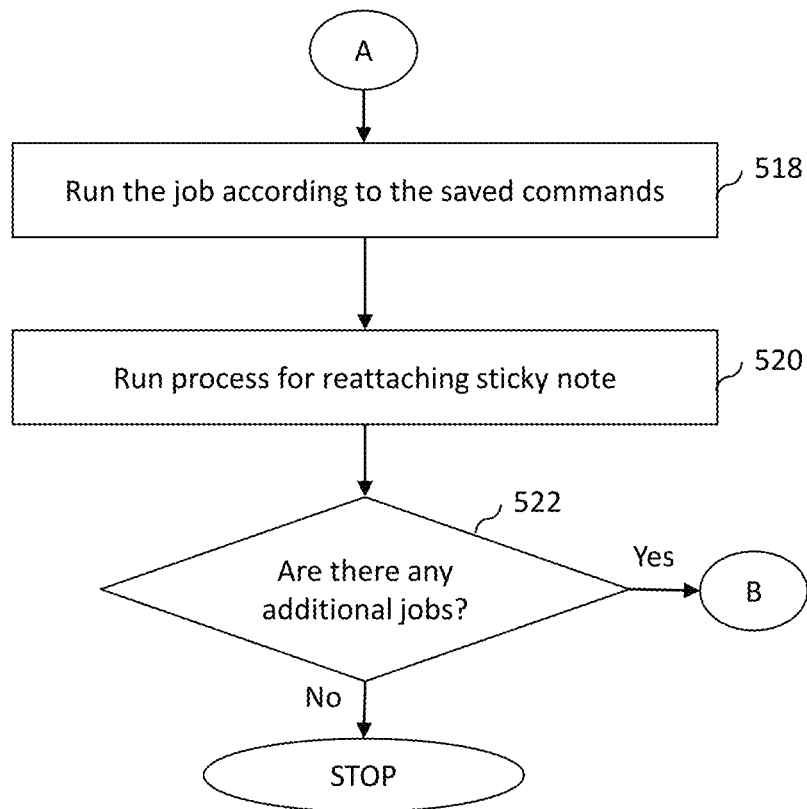 A
Run the job according to the saved commands
518
Run process for reattaching sticky note
520
522
Are there any
additional jobs?
Yes
B
No
STOP